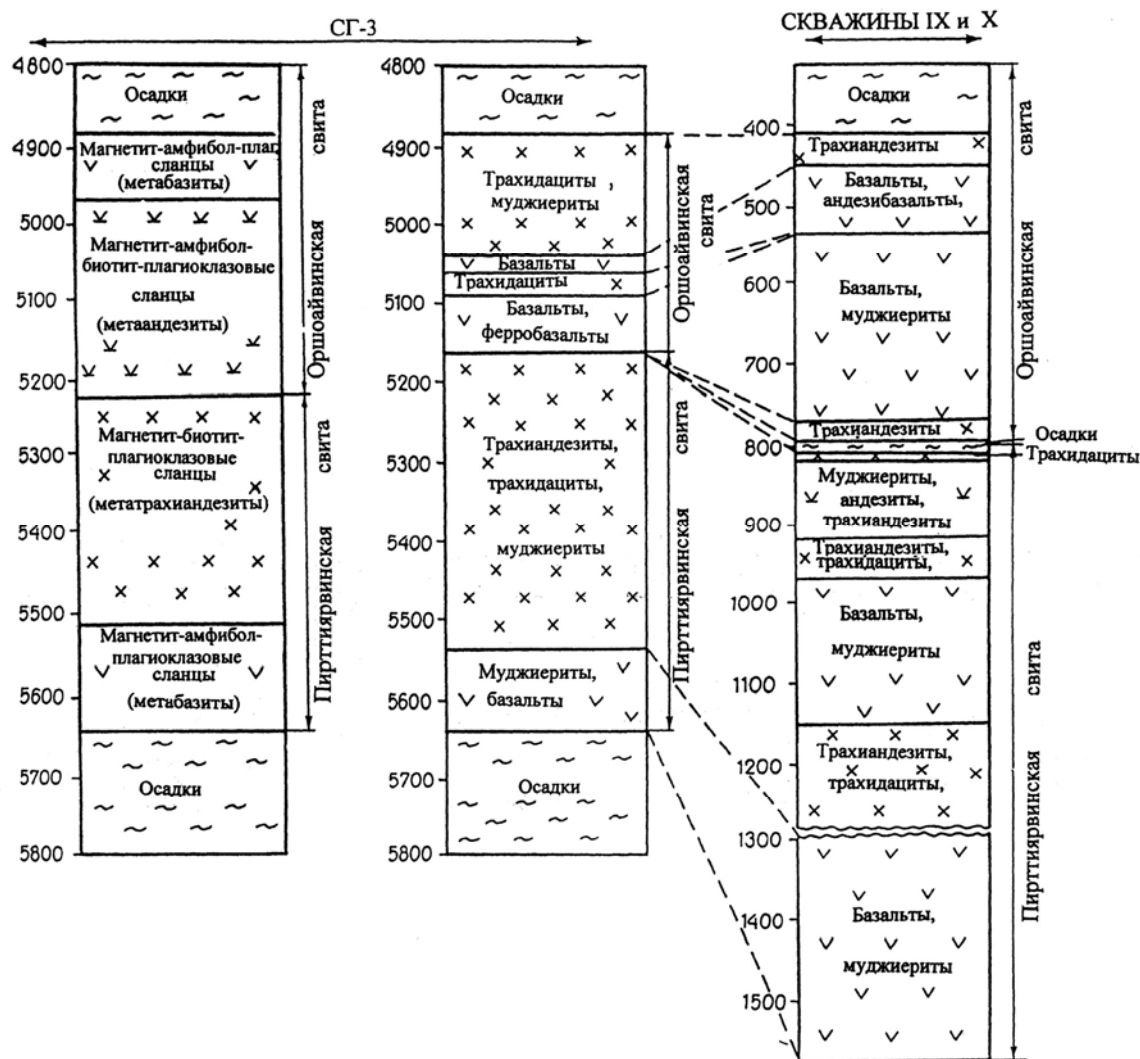 СГ-3
СКВАЖИНЫ IX и X
4800
4900
5000
5100
5200
5300
5400
5500
5600
5700
5800
Осадки
Магнетит-амфибол-плаг.
сланцы
(метабазиты)
Магнетит-амфибол-
биотит-плагиоклазовые
сланцы
(метаандезиты)
Магнетит-биотит-
плагиоклазовые
сланцы
(метатрахиандезиты)
Магнетит-амфибол-
плагиоклазовые
сланцы
(метабазиты)
Осадки
Оршоайвинская
свита
Пирттиярвинская
свита
4800
4900
5000
5100
5200
5300
5400
5500
5600
5700
5800
Осадки
Трахидациты ,
муджиериты
Базальты
Трахидациты
Базальты,
ферробазальты
Трахиандезиты,
трахидациты,
муджиериты
Муджиериты,
базальты
Осадки
Оршоайвинская
свита
Пирттиярвинская
свита
400
500
600
700
800
900
1000
1100
1200
1300
1400
1500
Осадки
Трахиандезиты
Базальты,
андезибазальты,
Базальты,
муджиериты
Трахиандезиты
Осадки
Трахидациты
Муджиериты,
андезиты,
трахиандезиты
Трахиандезиты,
трахидациты,
Базальты,
муджиериты
Трахиандезиты,
трахидациты,
Базальты,
муджиериты
Оршоайвинская
свита
Пирттиярвинская
свита